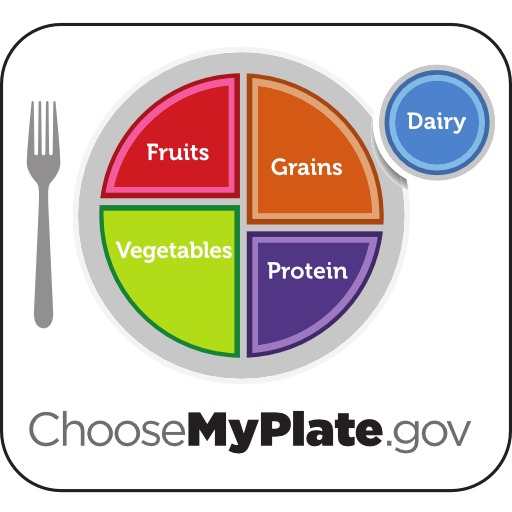 Fruits
Grains
Dairy
Vegetables
Protein
ChooseMyPlate.gov